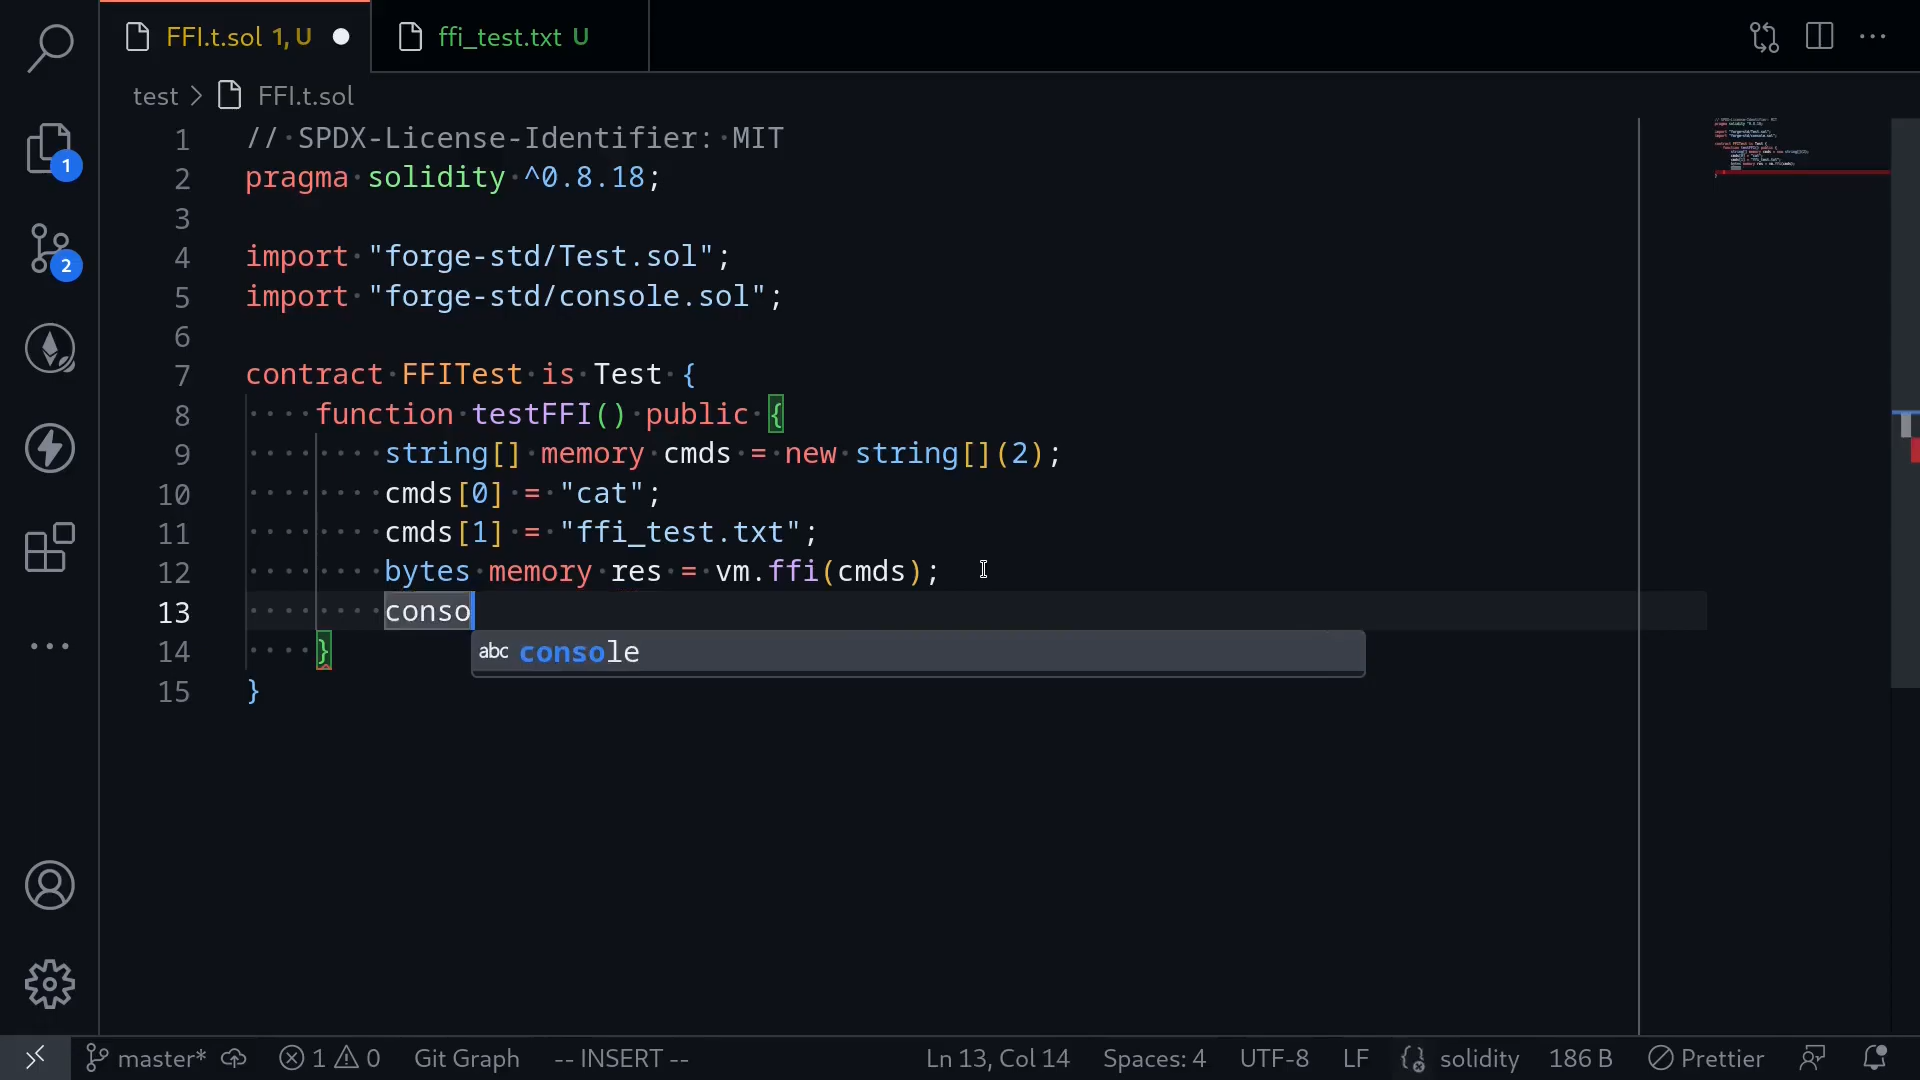 FFI.t.sol 1, U
ffi_test.txt U
test > FFI.t.sol
1 // SPDX-License-Identifier: MIT
2 pragma solidity ^0.8.18;
3
4 import "forge-std/Test.sol";
5 import "forge-std/console.sol";
6
7 contract FFITest is Test {
8 function testFFI() public {
9 string[] memory cmds = new string[](2);
10 cmds[0] = "cat";
11 cmds[1] = "ffi_test.txt";
12 bytes memory res = vm.ffi(cmds);
13 conso
abc console
14 }
15 }
1
2
master* 1 0 Git Graph -- INSERT -- Ln 13, Col 14 Spaces: 4 UTF-8 LF solidity 186 B Prettier